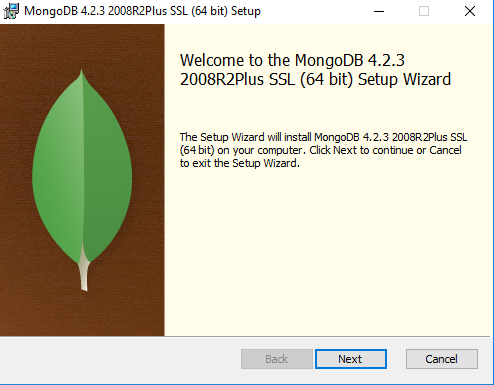 MongoDB 4.2.3 2008R2Plus SSL (64 bit) Setup
Welcome to the MongoDB 4.2.3
2008R2Plus SSL (64 bit) Setup Wizard
The Setup Wizard will install MongoDB 4.2.3 2008R2Plus SSL
(64 bit) on your computer. Click Next to continue or Cancel
to exit the Setup Wizard.
Back Next Cancel